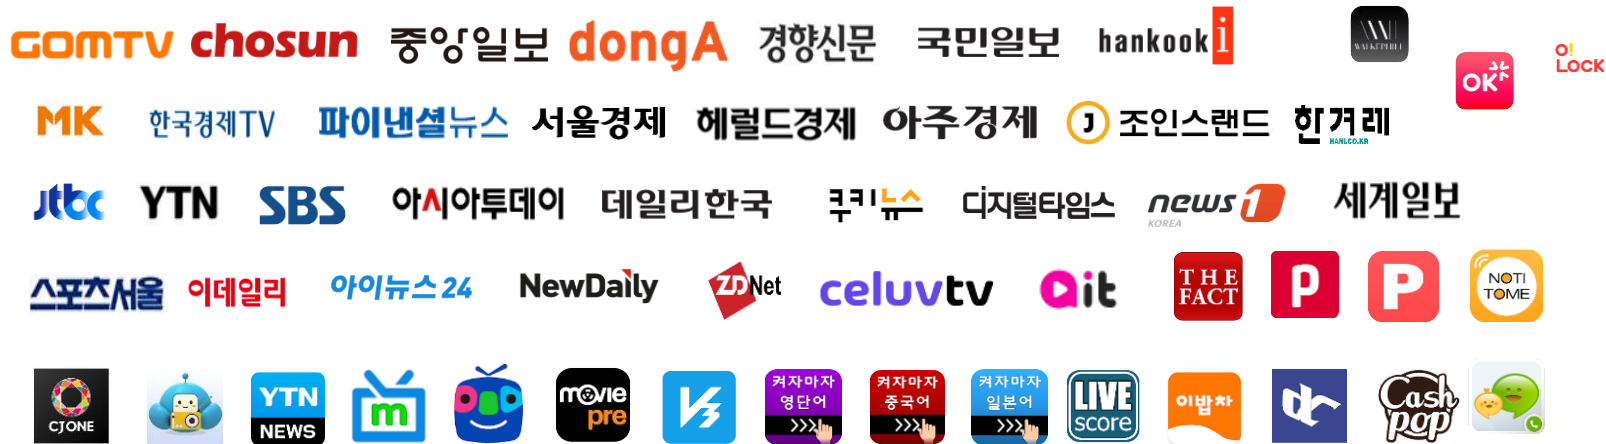 GOMTV chosun 중앙일보 dongA 경향신문 국민일보 hankooki WALKERHILL OK O! LOCK
MK 한국경제TV 파이낸셜뉴스 서울경제 헤럴드경제 아주경제 J 조인스랜드 한겨레 HANI.CO.KR
jtbc YTN SBS 아시아투데이 데일리한국 쿠키뉴스 디지털타임스 news1 KOREA 세계일보
스포츠서울 이데일리 아이뉴스24 NewDaily ZDNet celuvtv ait THE FACT P P NOTI TOME
CJ ONE YTN NEWS m movie pre V3 켜자마자 영단어 >>> 켜자마자 중국어 >>> 켜자마자 일본어 >>> LIVE score 이밥차 Cash pop